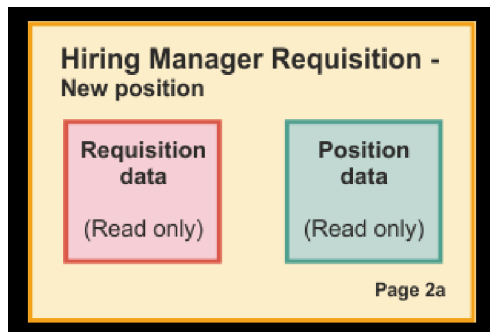 Hiring Manager Requisition -
New position
Requisition
data
(Read only)
Position
data
(Read only)
Page 2a